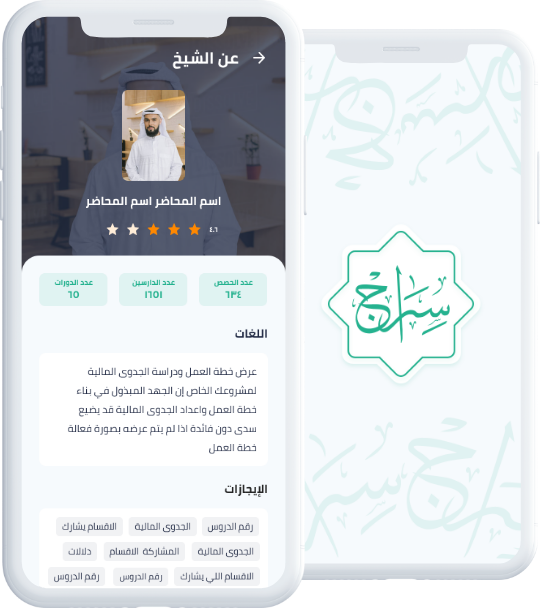 عن الشيخ
اسم المحاضر اسم المحاضر
٤.٦
عدد الحصص
٦٣٤
عدد الدارسين
١٦٥١
عدد الدورات
٦٥
اللغات
عرض خطة العمل ودراسة الجدوى المالية
لمشروعك الخاص إن الجهد المبذول في بناء
خطة العمل واعداد الجدوى المالية قد يضيع
سدى دون فائدة اذا لم يتم عرضه بصورة فعالة
خطة العمل
الإيجازات
رقم الدروس الجدوى المالية الاقسام يشارك
الجدوى المالية المشاركة الاقسام دلالات
الاقسام اللي يشارك رقم الدروس رقم الدروس
سِرَاج